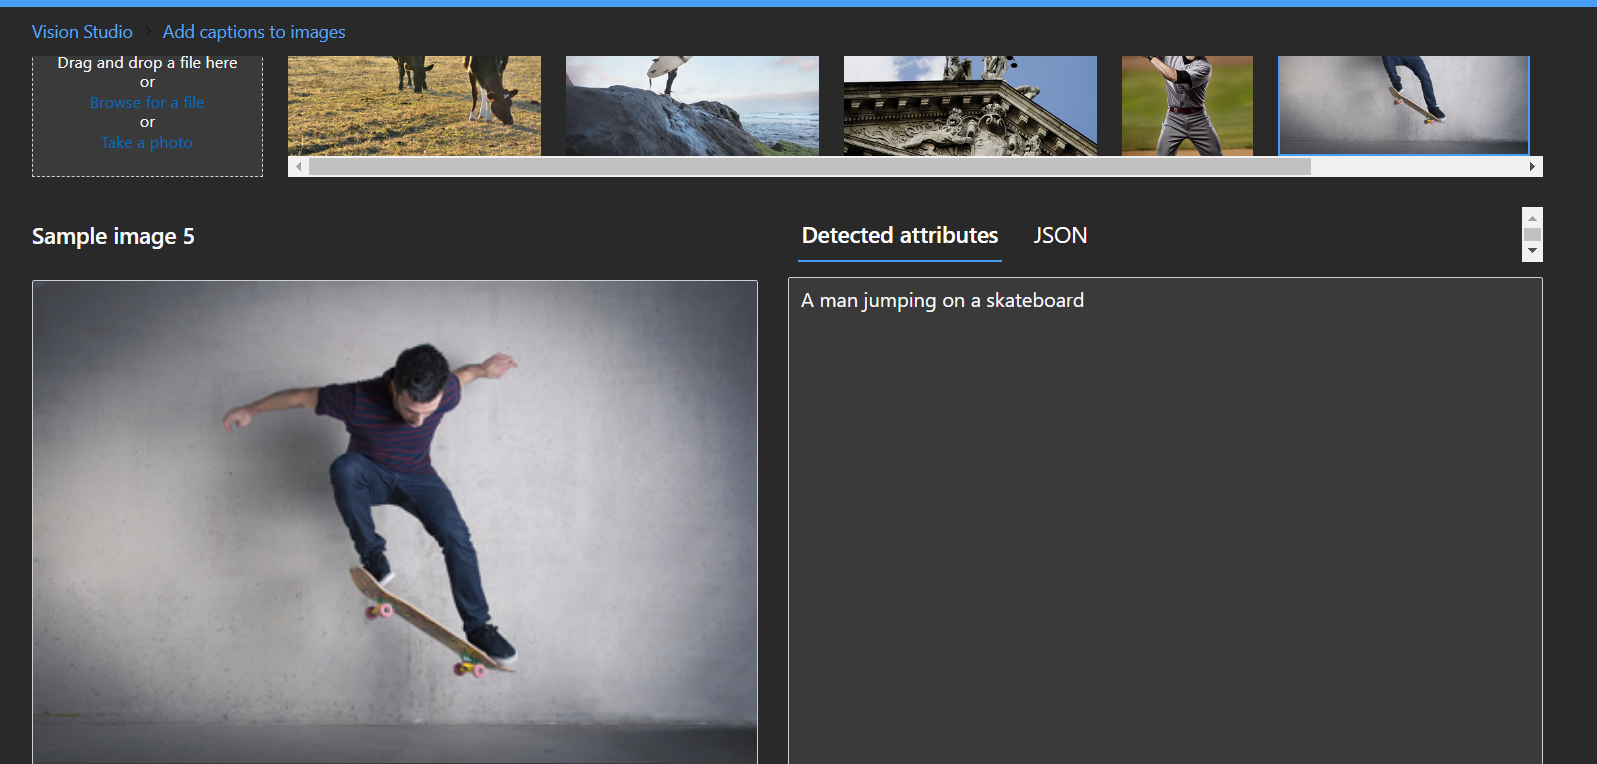 Vision Studio > Add captions to images
Drag and drop a file here
or
Browse for a file
or
Take a photo
Sample image 5
Detected attributes JSON
A man jumping on a skateboard